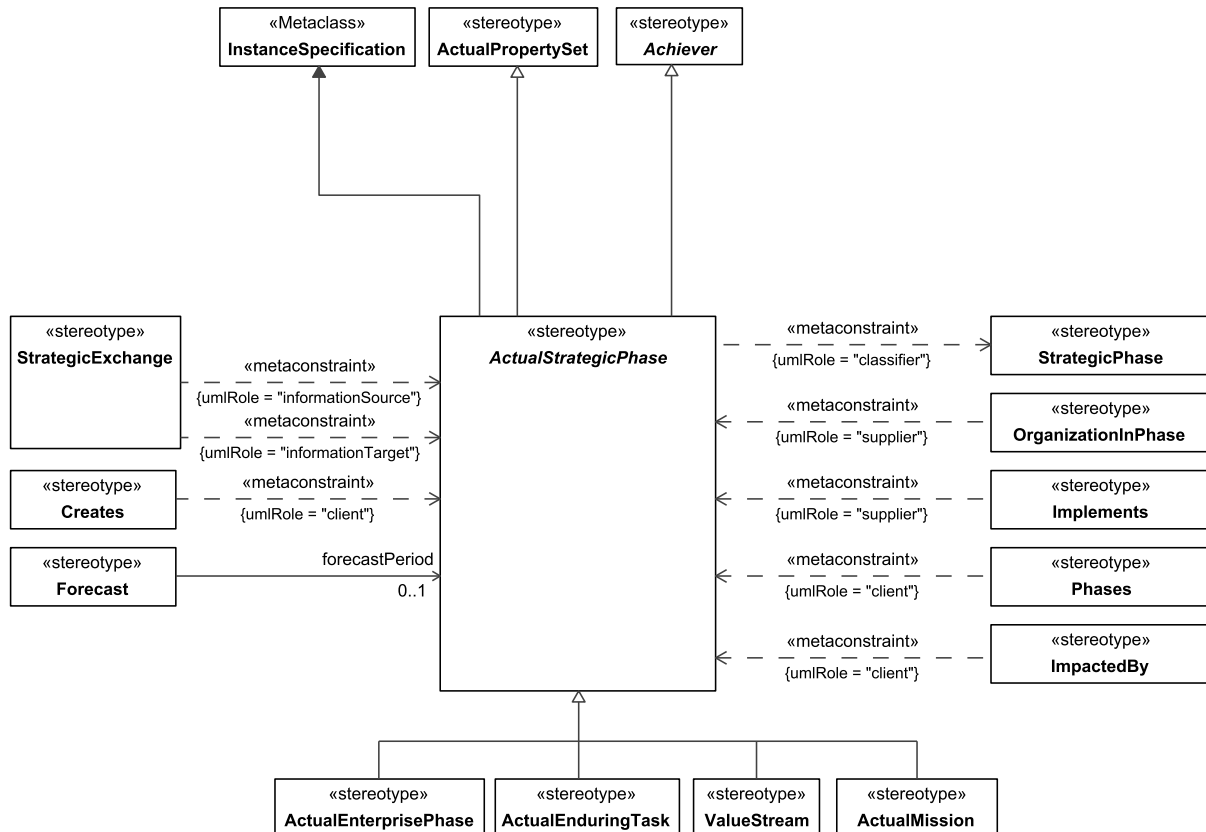 «Metaclass»
InstanceSpecification
«stereotype»
ActualPropertySet
«stereotype»
Achiever
«stereotype»
StrategicExchange
«metaconstraint»
{umlRole = "informationSource"}
«metaconstraint»
{umlRole = "informationTarget"}
«stereotype»
Creates
«metaconstraint»
{umlRole = "client"}
«stereotype»
Forecast
forecastPeriod
0..1
«stereotype»
ActualStrategicPhase
«metaconstraint»
{umlRole = "classifier"}
«stereotype»
StrategicPhase
«metaconstraint»
{umlRole = "supplier"}
«stereotype»
OrganizationInPhase
«metaconstraint»
{umlRole = "supplier"}
«stereotype»
Implements
«metaconstraint»
{umlRole = "client"}
«stereotype»
Phases
«metaconstraint»
{umlRole = "client"}
«stereotype»
ImpactedBy
«stereotype»
ActualEnterprisePhase
«stereotype»
ActualEnduringTask
«stereotype»
ValueStream
«stereotype»
ActualMission